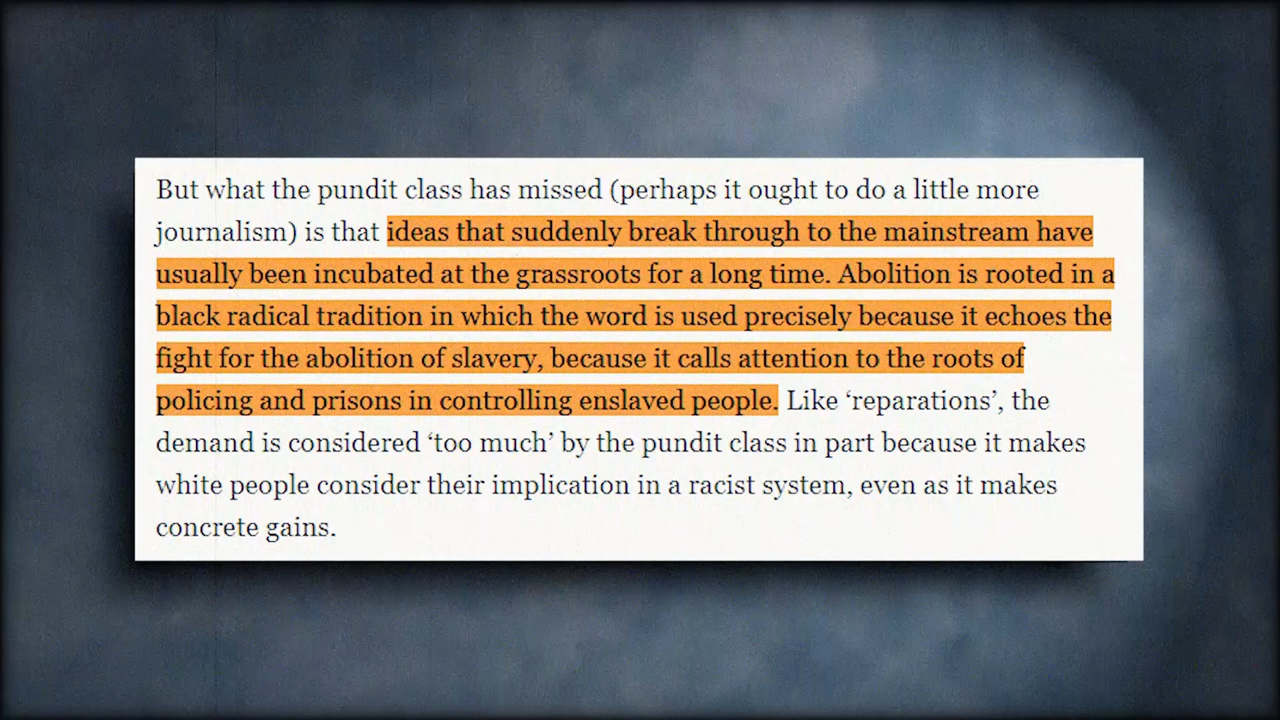 But what the pundit class has missed (perhaps it ought to do a little more
journalism) is that ideas that suddenly break through to the mainstream have
usually been incubated at the grassroots for a long time. Abolition is rooted in a
black radical tradition in which the word is used precisely because it echoes the
fight for the abolition of slavery, because it calls attention to the roots of
policing and prisons in controlling enslaved people. Like ‘reparations’, the
demand is considered ‘too much’ by the pundit class in part because it makes
white people consider their implication in a racist system, even as it makes
concrete gains.